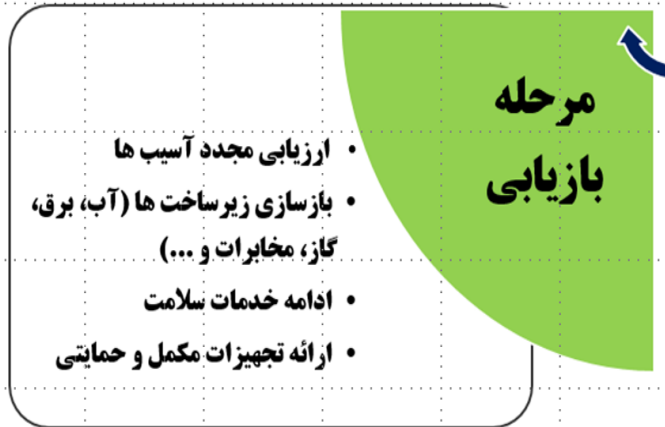 مرحله
بازیابی
• ارزیابی مجدد آسیب ها
• بازسازی زیرساخت ها (آب، برق،
گاز، مخابرات و ...)
• ادامه خدمات سلامت
• ارائه تجهیزات مکمل و حمایتی